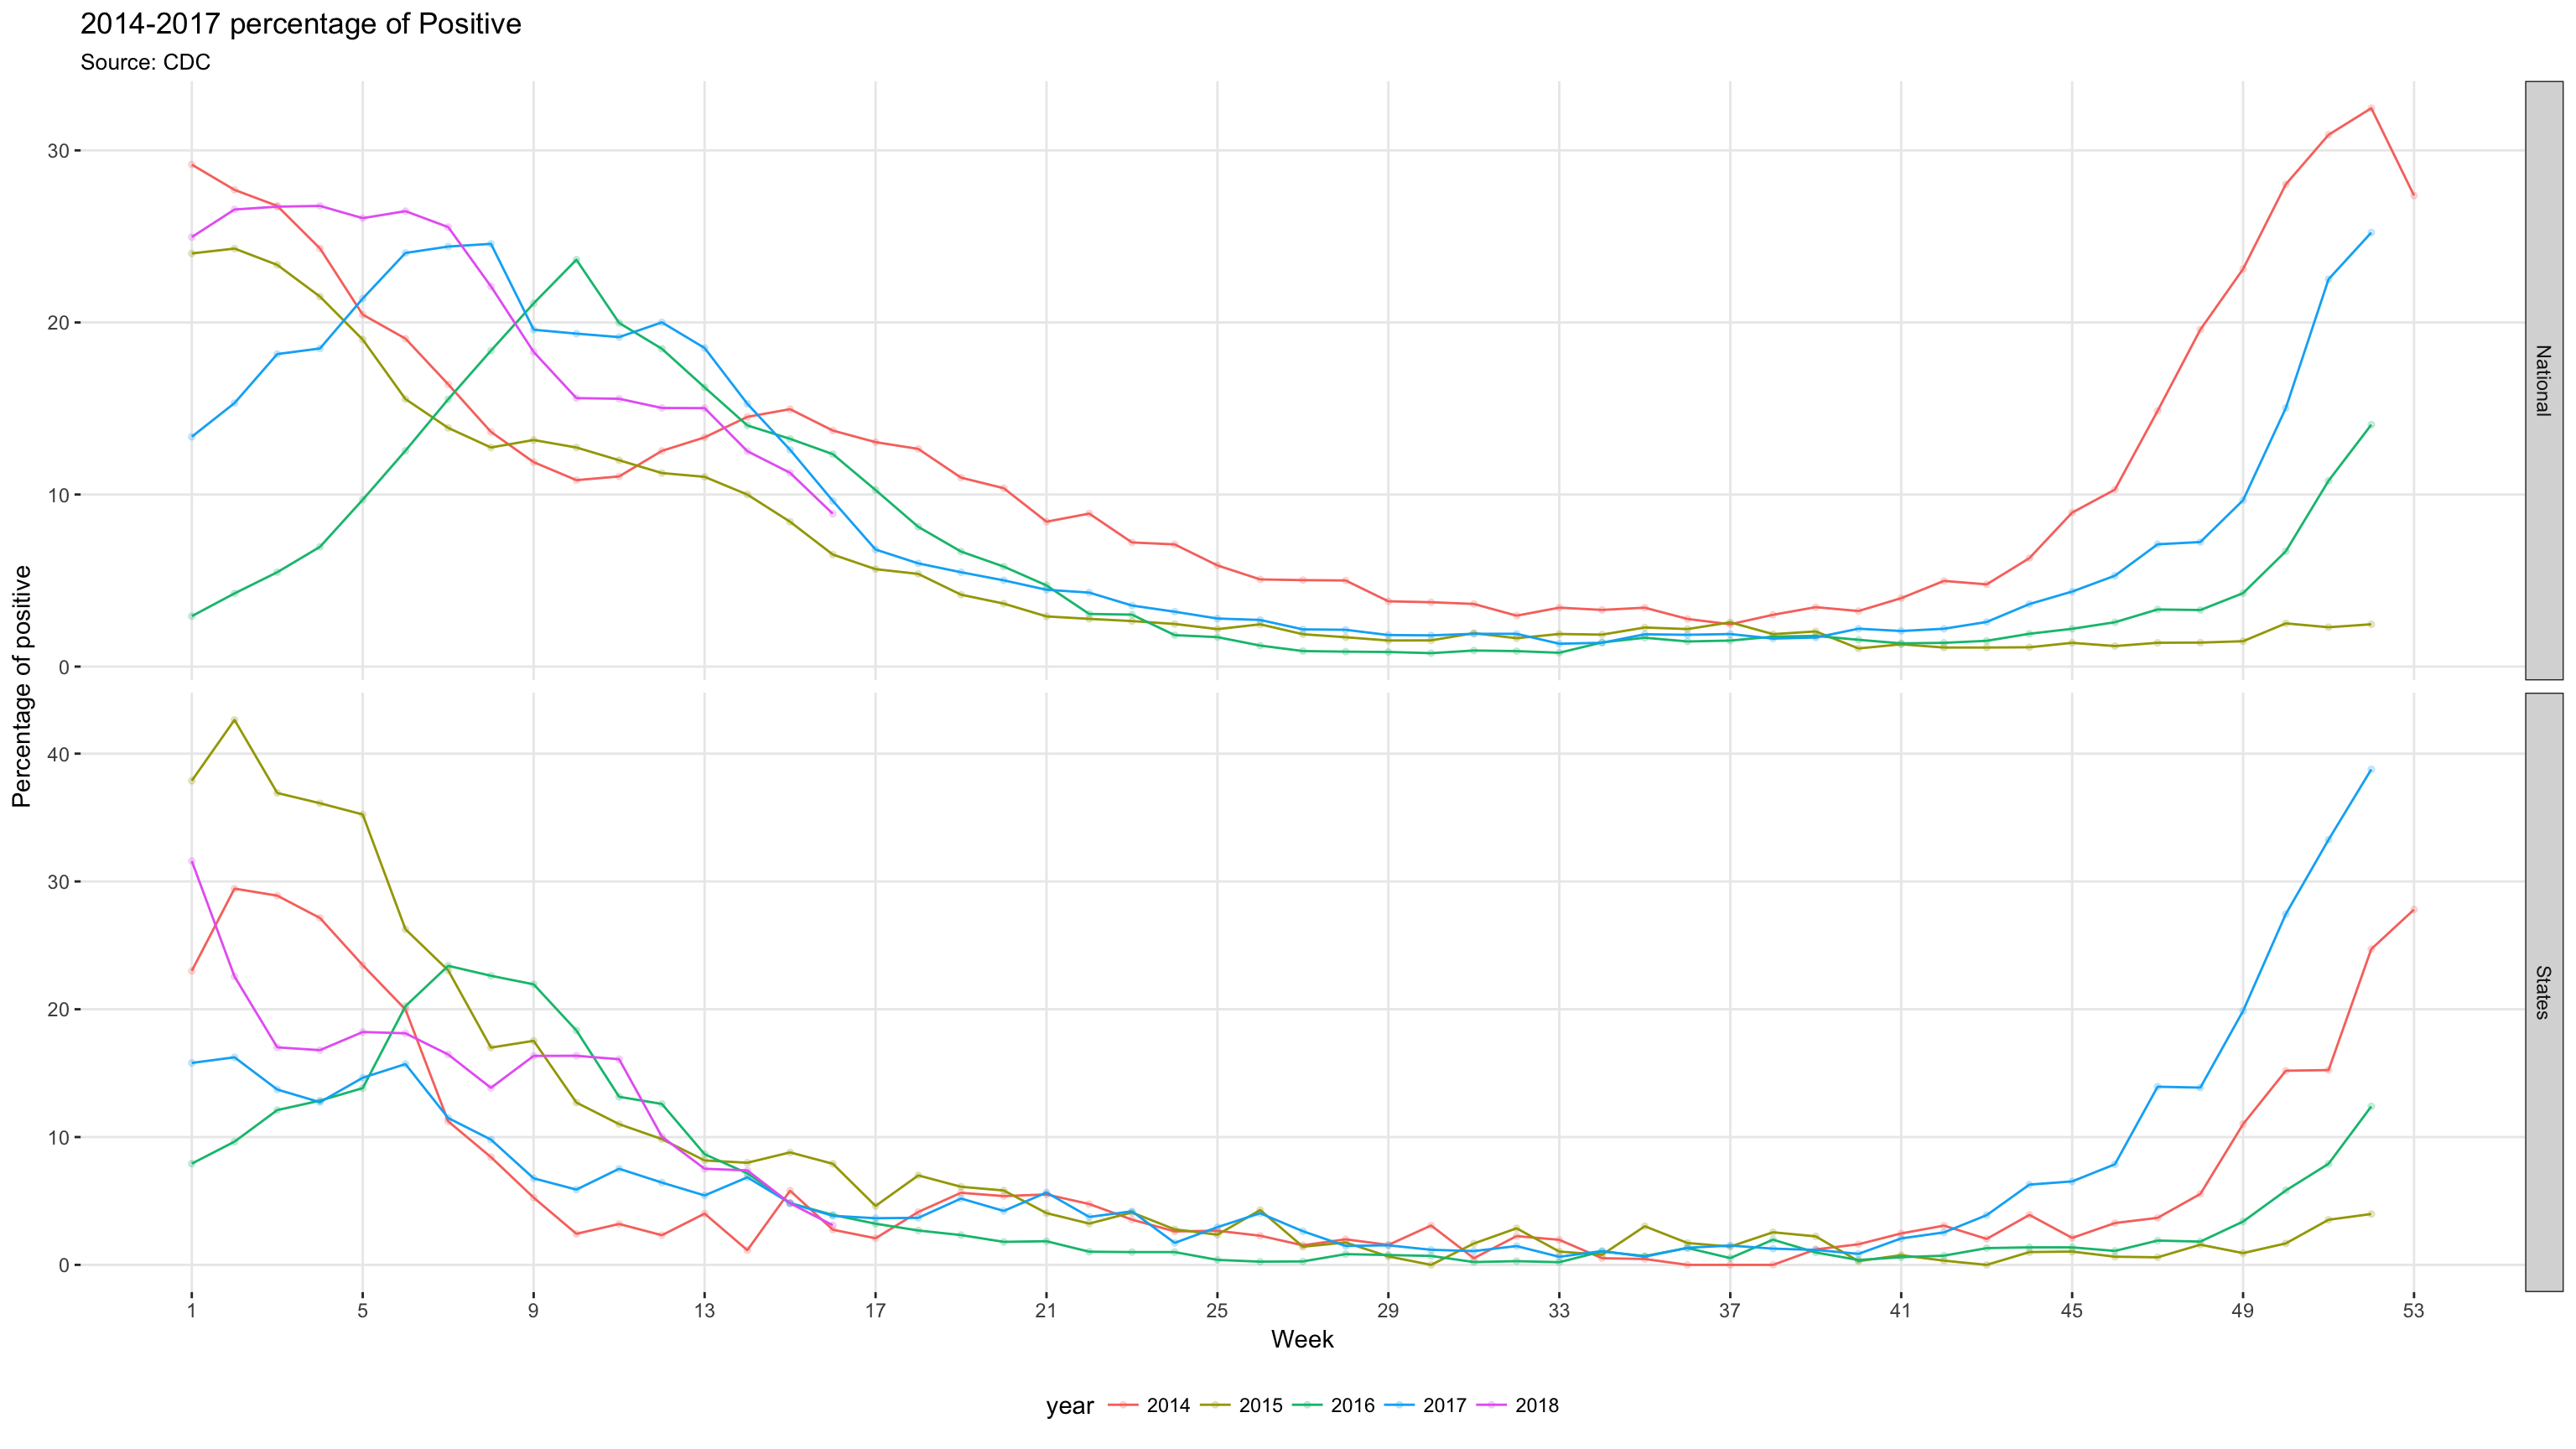 2014-2017 percentage of Positive
Source: CDC
Percentage of positive
30
20
10
0
National
40
30
20
10
0
States
1 5 9 13 17 21 25 29 33 37 41 45 49 53
Week
year 2014 2015 2016 2017 2018